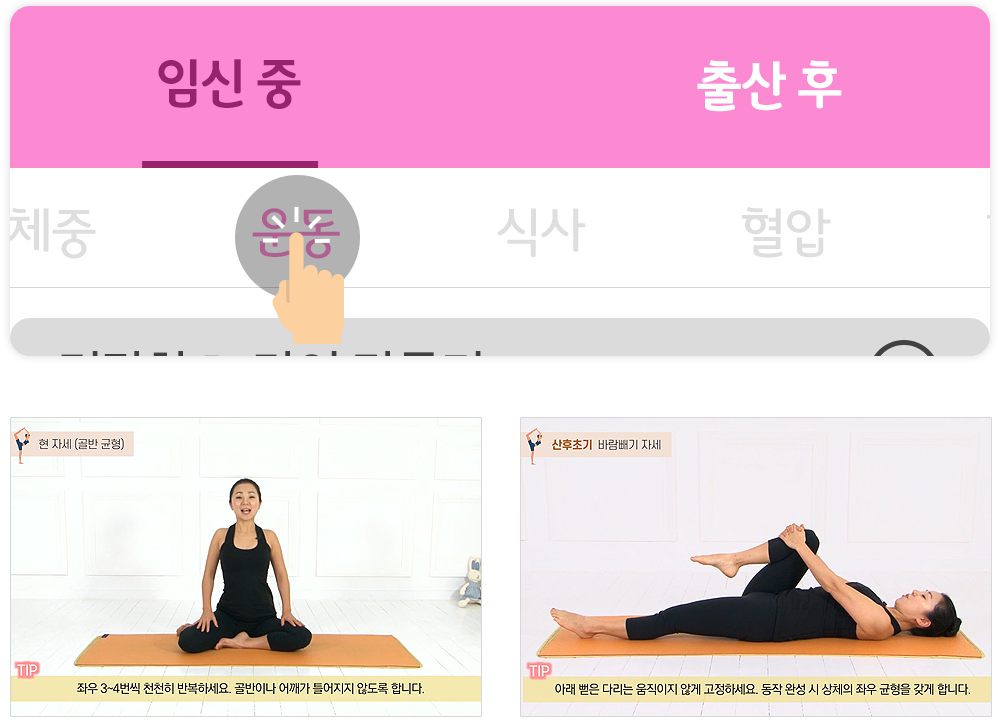 임신 중
출산 후
체중
운동
식사
혈압
현 자세 (골반 균형)
TIP
좌우 3~4번씩 천천히 반복하세요. 골반이나 어깨가 틀어지지 않도록 합니다.
산후초기 바람빼기 자세
TIP
아래 뻗은 다리는 움직이지 않게 고정하세요. 동작 완성 시 상체의 좌우 균형을 갖게 합니다.